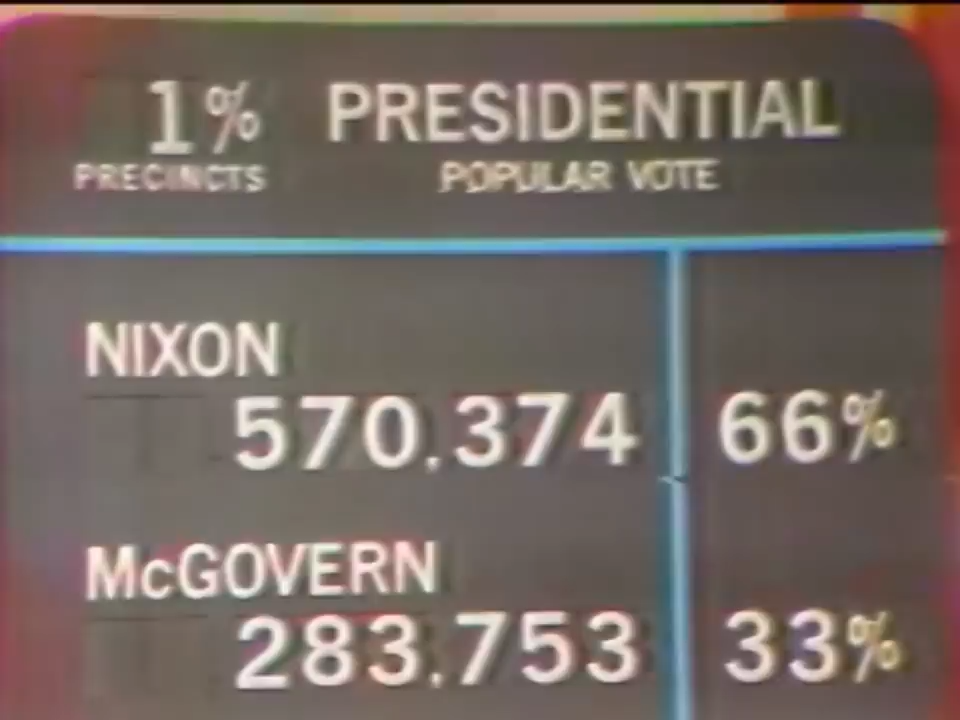 1% PRESIDENTIAL
PRECINCTS POPULAR VOTE
NIXON
570,374 66%
McGOVERN
283,753 33%